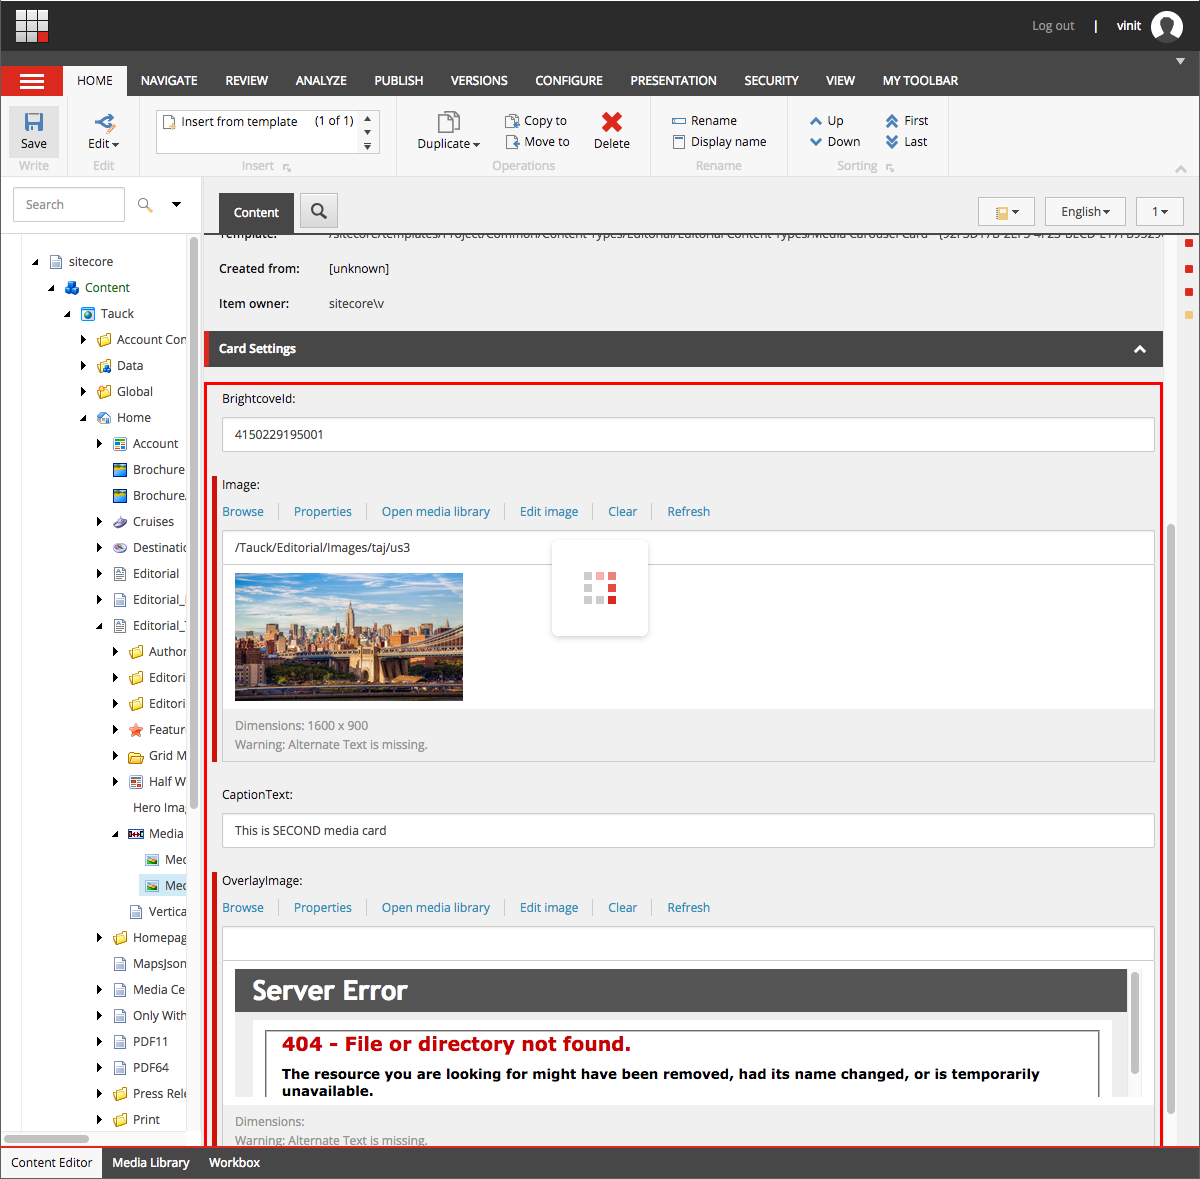 Log out | vinit
HOME NAVIGATE REVIEW ANALYZE PUBLISH VERSIONS CONFIGURE PRESENTATION SECURITY VIEW MY TOOLBAR
Save
Write
Edit
Edit
Insert from template (1 of 1)
Insert
Duplicate
Copy to
Move to
Delete
Operations
Rename
Display name
Rename
Up
Down
First
Last
Sorting
Search
sitecore
Content
Tauck
Account Con
Data
Global
Home
Account
Brochure
Brochure
Cruises
Destinatic
Editorial
Editorial_
Editorial_
Author
Editori
Editori
Featur
Grid M
Half W
Hero Ima
Media
Mec
Mec
Vertica
Homepag
MapsJson
Media Ce
Only With
PDF11
PDF64
Press Rele
Print
Content
English
1
Template:
Created from: [unknown]
Item owner: sitecore\v
Card Settings
BrightcoveId:
4150229195001
Image:
Browse Properties Open media library Edit image Clear Refresh
/Tauck/Editorial/Images/taj/us3
Dimensions: 1600 x 900
Warning: Alternate Text is missing.
CaptionText:
This is SECOND media card
OverlayImage:
Browse Properties Open media library Edit image Clear Refresh
Server Error
404 - File or directory not found.
The resource you are looking for might have been removed, had its name changed, or is temporarily
unavailable.
Dimensions:
Warning: Alternate Text is missing.
Content Editor Media Library Workbox